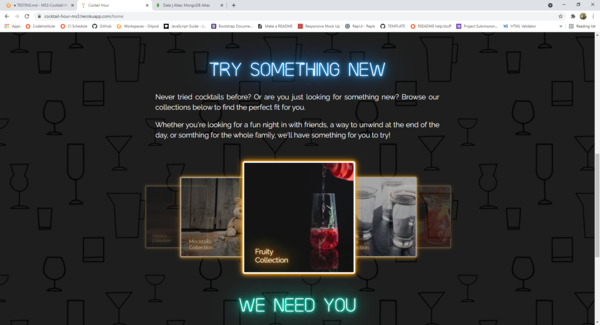 TESTING.md - MS3-Cocktail-H
Cocktail Hour
Data | Atlas: MongoDB Atlas
cocktail-hour-ms3.herokuapp.com/home
Apps
CodeInstitute
CI Schedule
GitHub
Workspaces - Gitpod
JavaScript Guide - J
Bootstrap Documen
Make a README
Responsive Mock-Up
Repl.it - Replit
TEMPLATE
README help/stuff
Project Submission
HTML Validator
Reading list
TRY SOMETHING NEW
Never tried cocktails before? Or are you just looking for something new? Browse our
collections below to find the perfect fit for you.
Whether you're looking for a fun night in with friends, a way to unwind at the end of the
day, or somthing for the whole family, we'll have something for you to try!
Mocktails
Collection
Fruity
Collection
WE NEED YOU